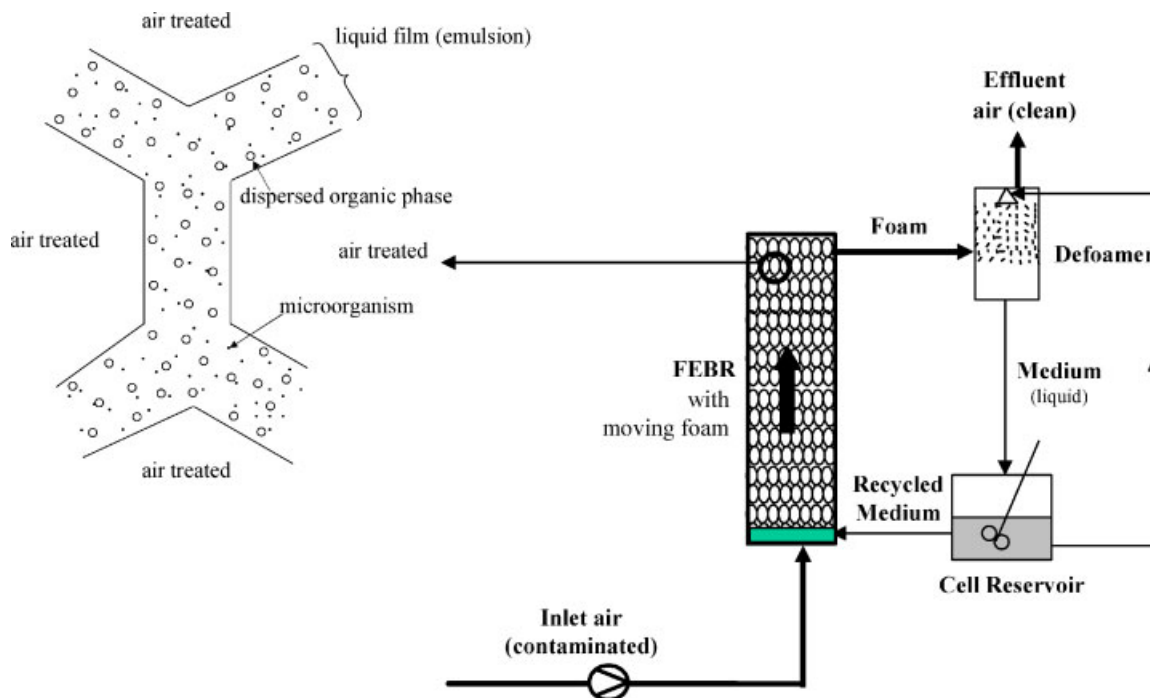 air treated
liquid film (emulsion)
dispersed organic phase
air treated
air treated
microorganism
air treated
Effluent
air (clean)
Foam
Defoamer
FEBR
with
moving foam
Medium
(liquid)
Recycled
Medium
Cell Reservoir
Inlet air
(contaminated)